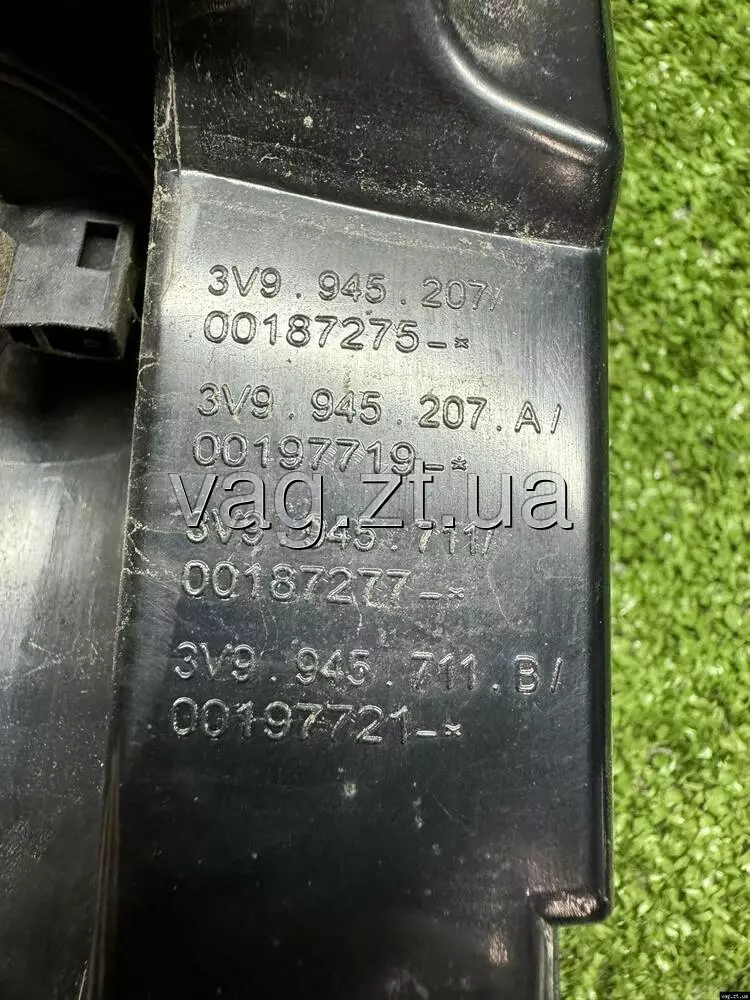 3V9.945.207/
00187275-*
3V9.945.207.A/
00197719-*
vag.zt.ua
3V9.945.711/
00187277-*
3V9.945.711.B/
00197721-*
vag.zt.ua